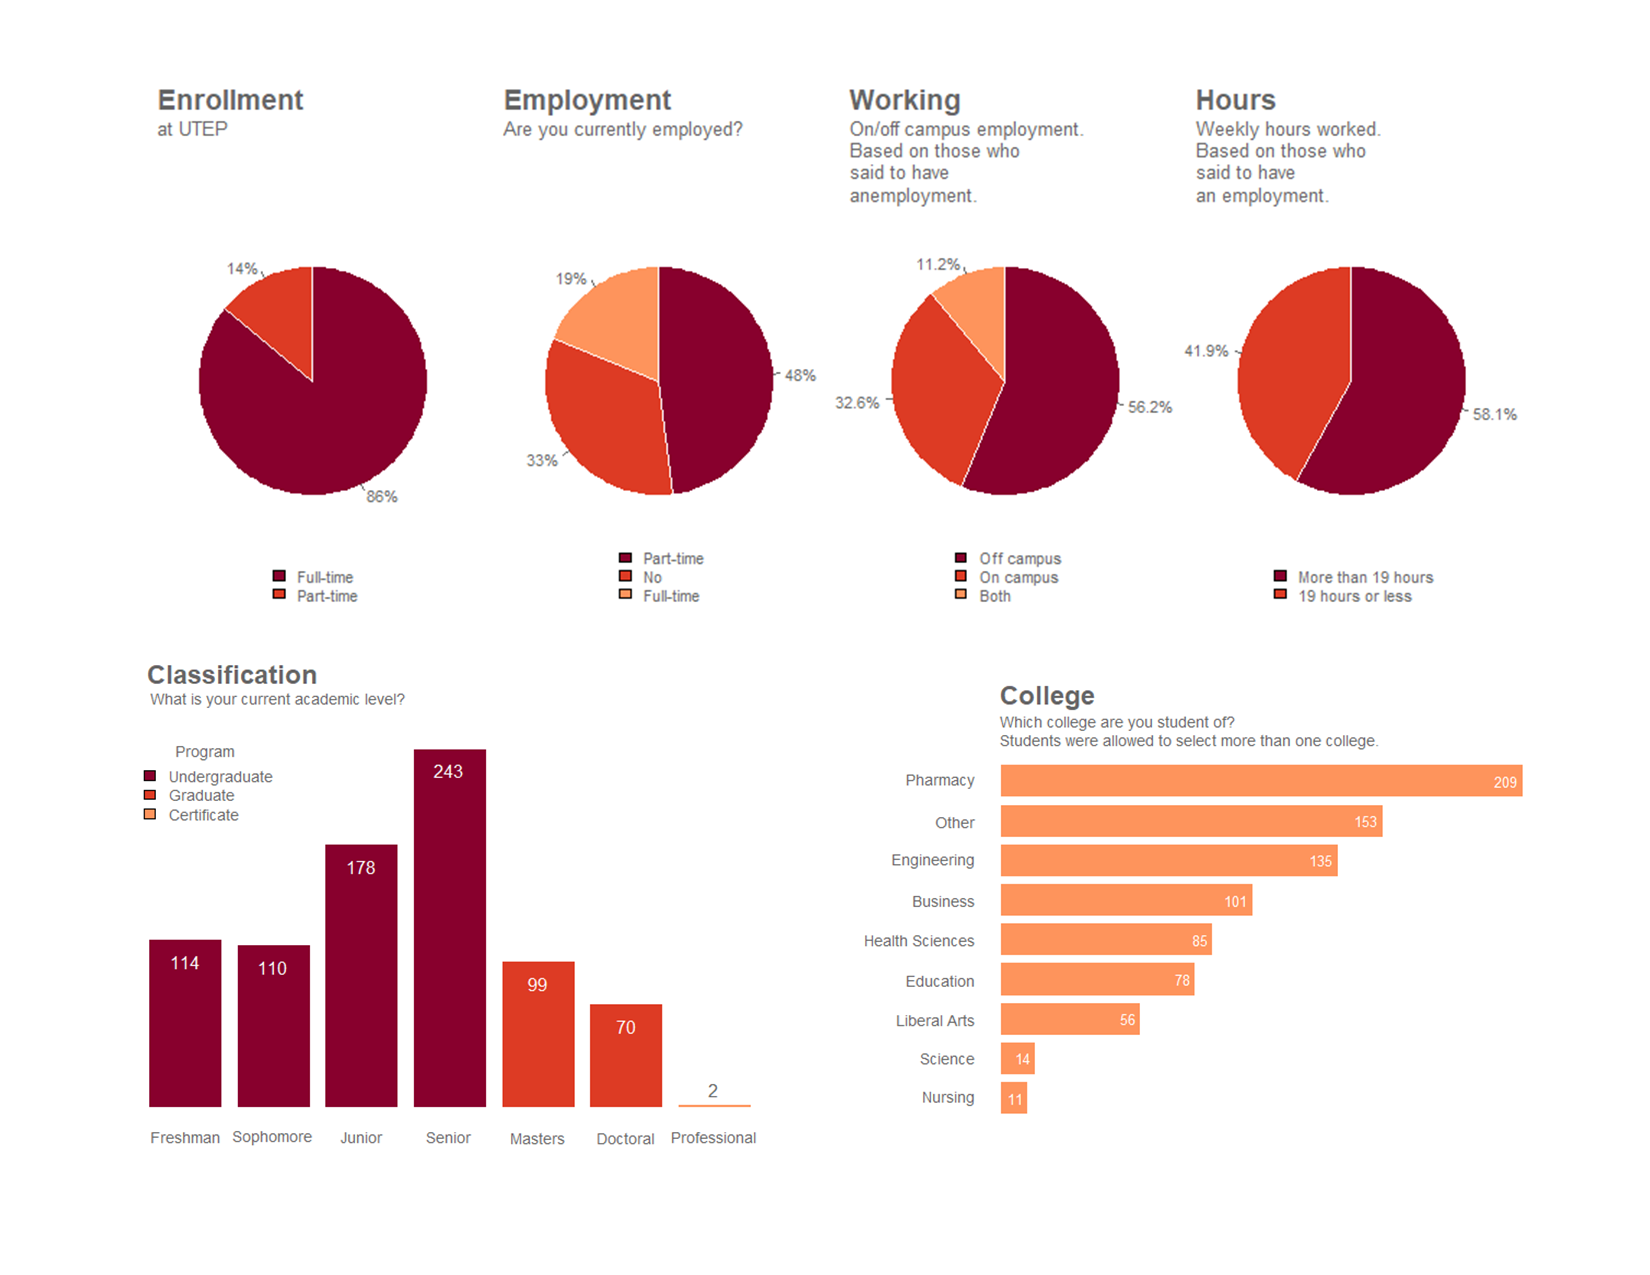 Enrollment
at UTEP
14%
86%
Full-time
Part-time
Employment
Are you currently employed?
19%
48%
33%
Part-time
No
Full-time
Working
On/off campus employment.
Based on those who
said to have
anemployment.
11.2%
32.6%
56.2%
Off campus
On campus
Both
Hours
Weekly hours worked.
Based on those who
said to have
an employment.
41.9%
58.1%
More than 19 hours
19 hours or less
Classification
What is your current academic level?
Program
Undergraduate
Graduate
Certificate
114
110
178
243
99
70
2
Freshman
Sophomore
Junior
Senior
Masters
Doctoral
Professional
College
Which college are you student of?
Students were allowed to select more than one college.
Pharmacy 209
Other 153
Engineering 135
Business 101
Health Sciences 85
Education 78
Liberal Arts 56
Science 14
Nursing 11